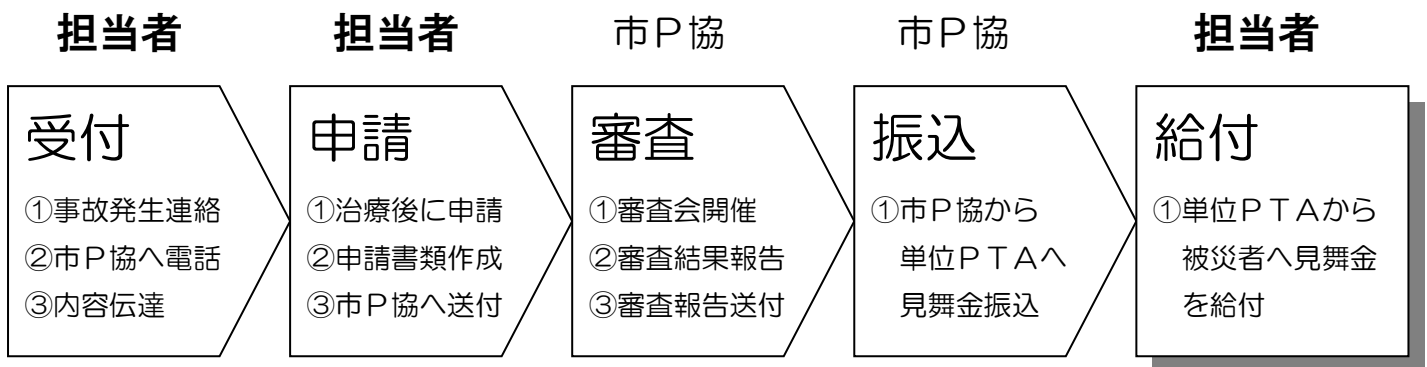 担当者
受付
①事故発生連絡
②市Ｐ協へ電話
③内容伝達
担当者
申請
①治療後に申請
②申請書類作成
③市Ｐ協へ送付
市Ｐ協
審査
①審査会開催
②審査結果報告
③審査報告送付
市Ｐ協
振込
①市Ｐ協から
単位ＰＴＡへ
見舞金振込
担当者
給付
①単位ＰＴＡから
被災者へ見舞金
を給付